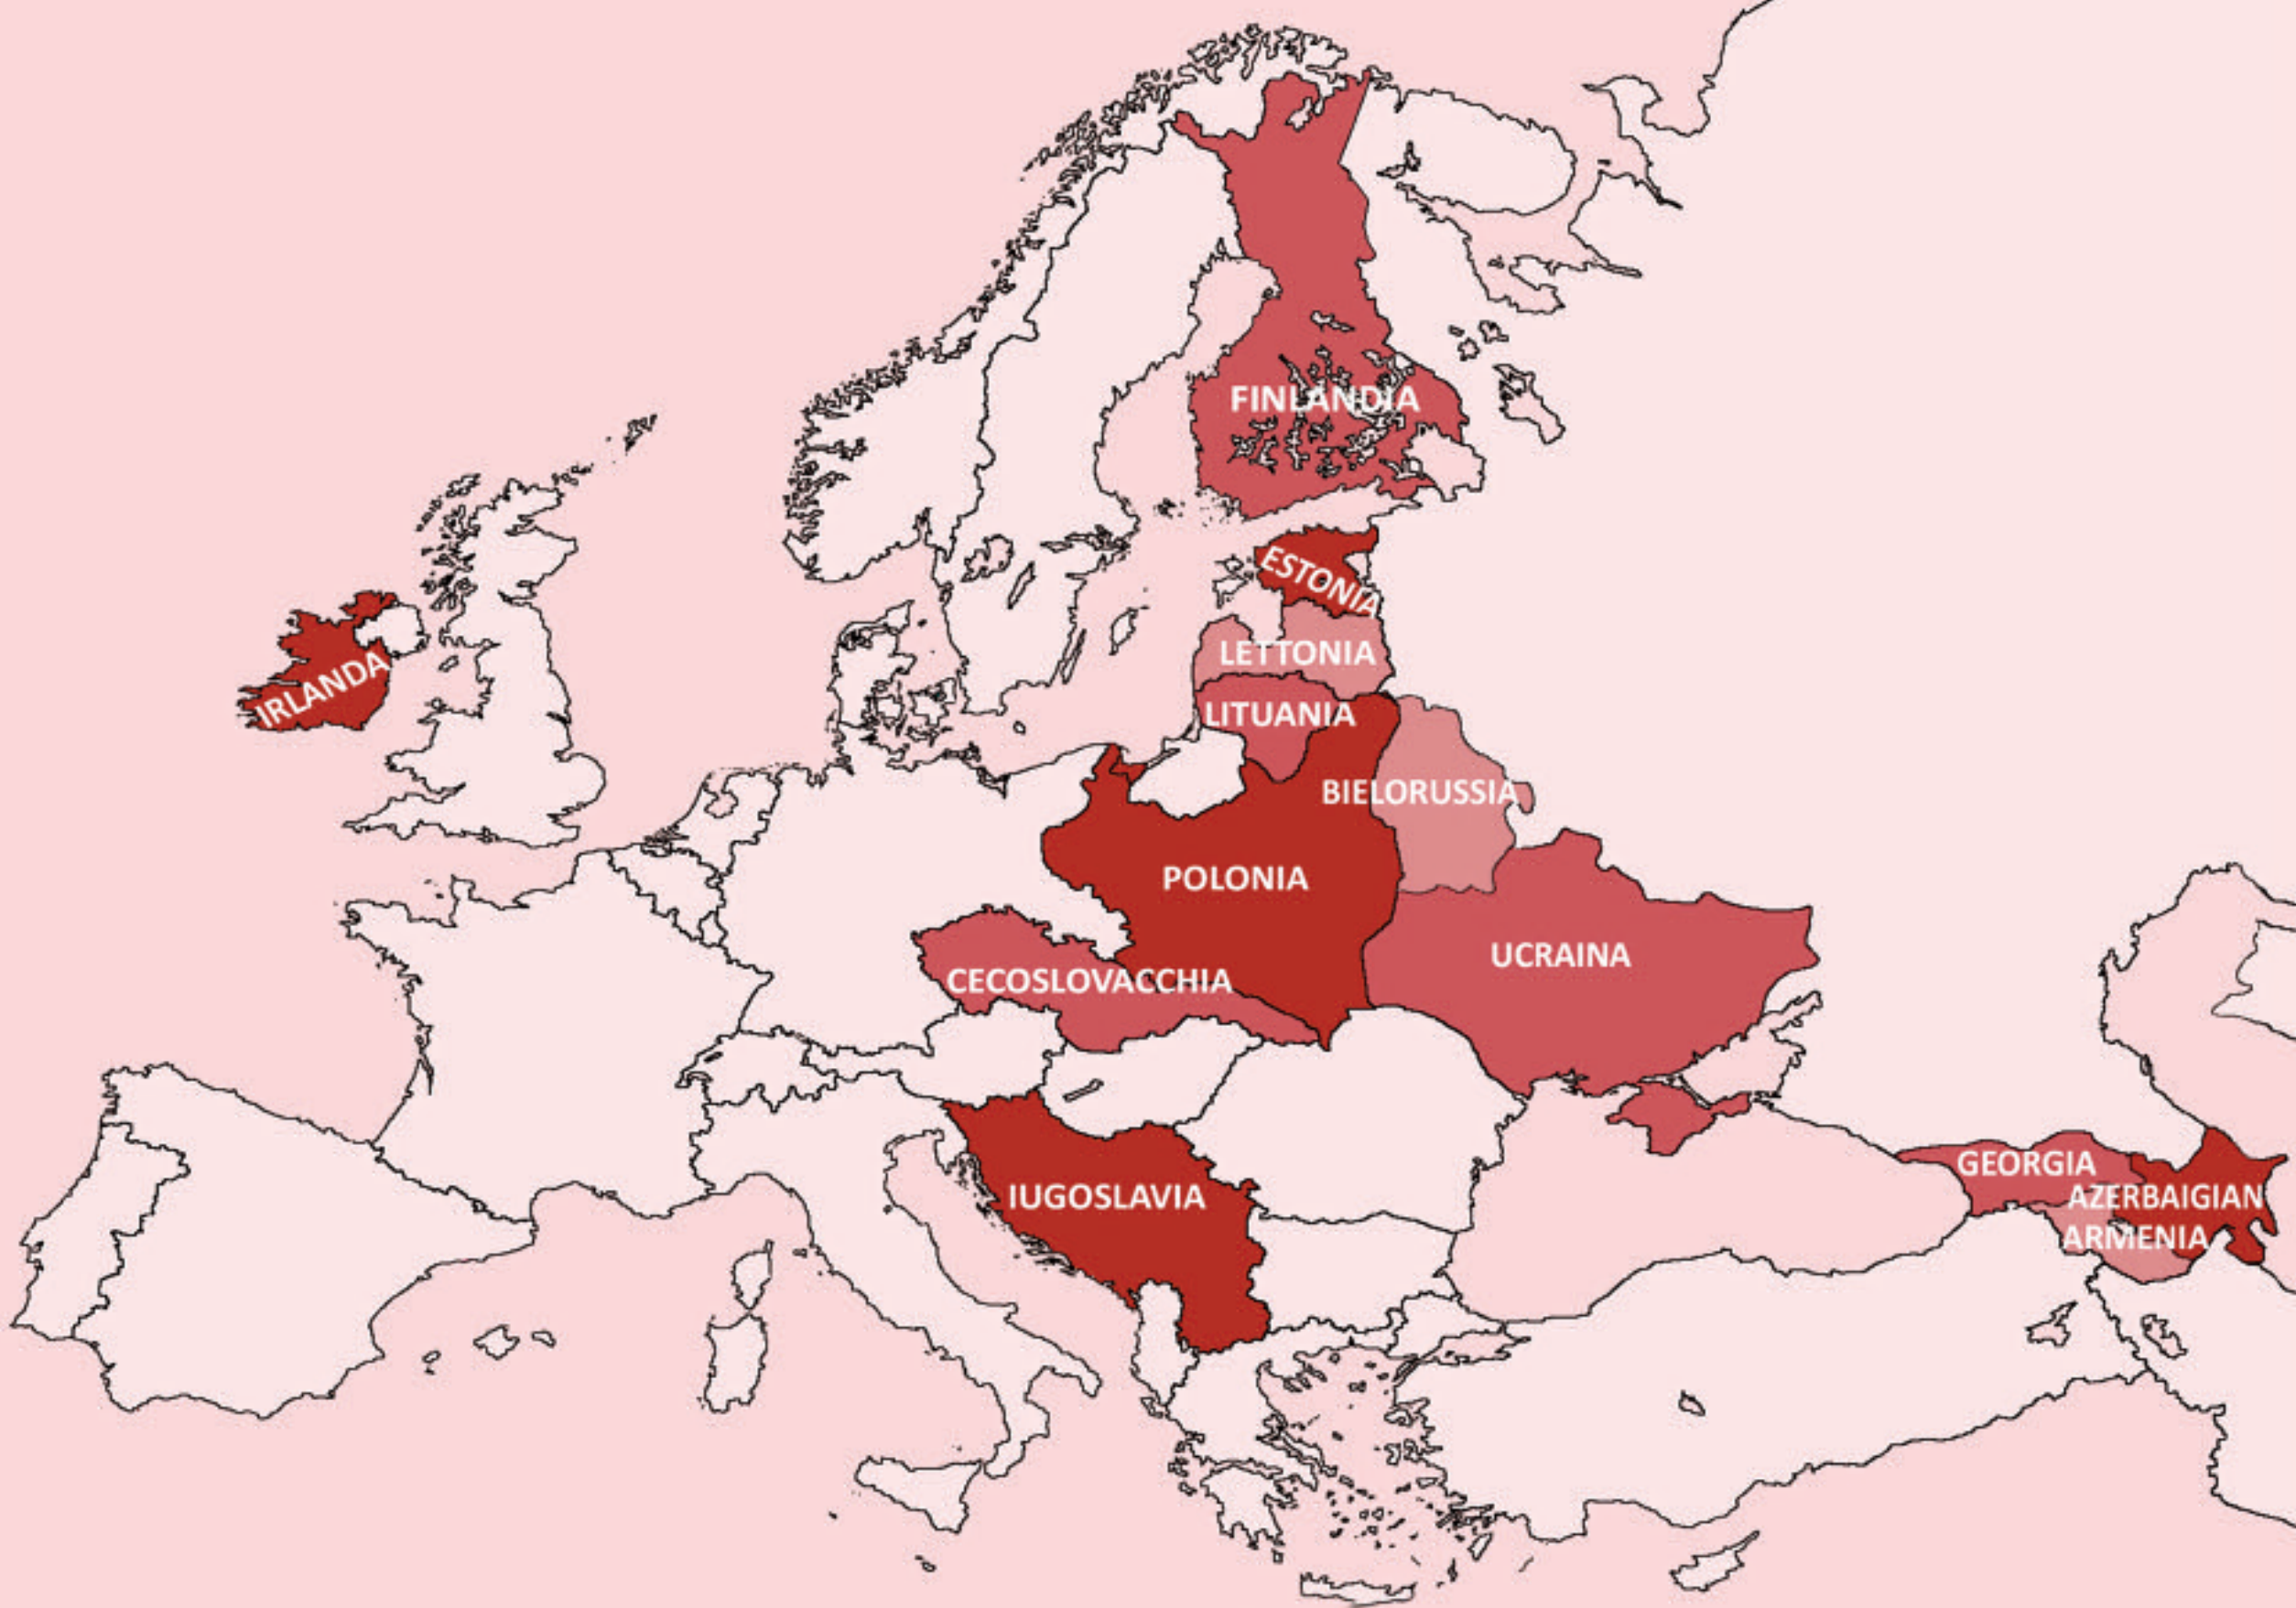 FINLANDIA
ESTONIA
LETTONIA
IRLANDA
LITUANIA
BIELORUSSIA
POLONIA
UCRAINA
CECOSLOVACCHIA
GEORGIA
IUGOSLAVIA
AZERBAIGIAN
ARMENIA